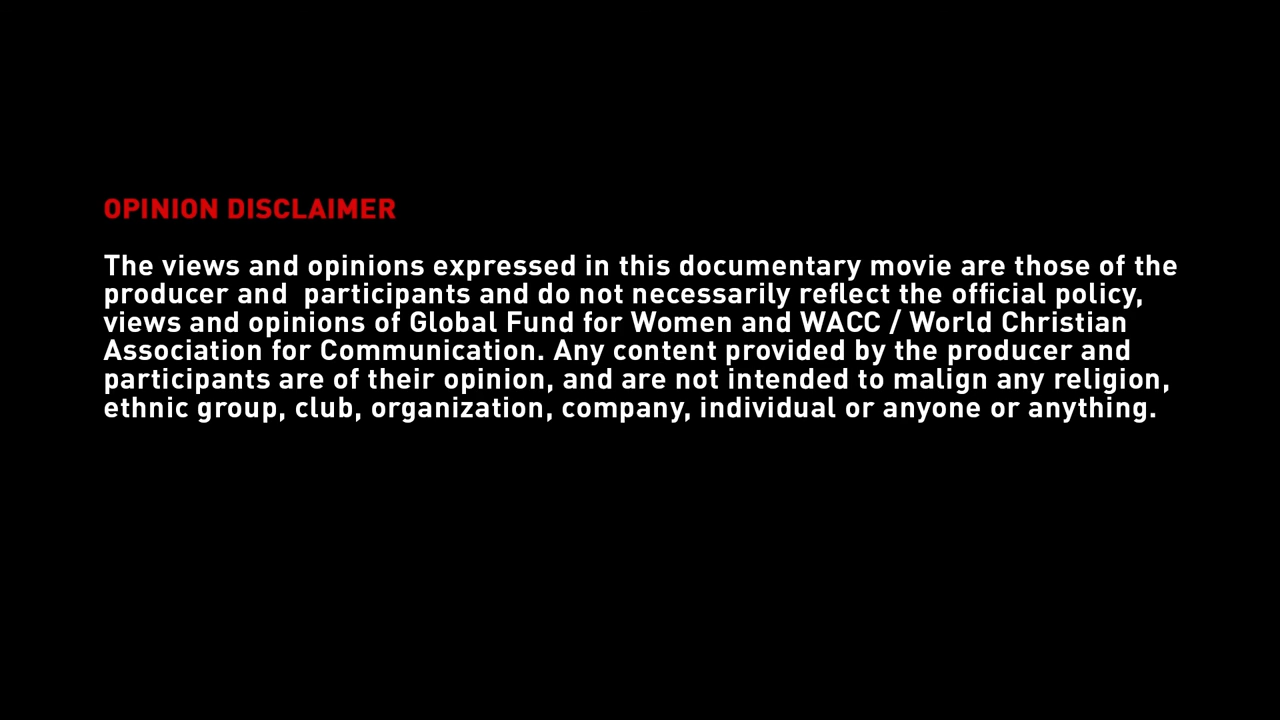 OPINION DISCLAIMER
The views and opinions expressed in this documentary movie are those of the
producer and  participants and do not necessarily reflect the official policy,
views and opinions of Global Fund for Women and WACC / World Christian
Association for Communication. Any content provided by the producer and
participants are of their opinion, and are not intended to malign any religion,
ethnic group, club, organization, company, individual or anyone or anything.